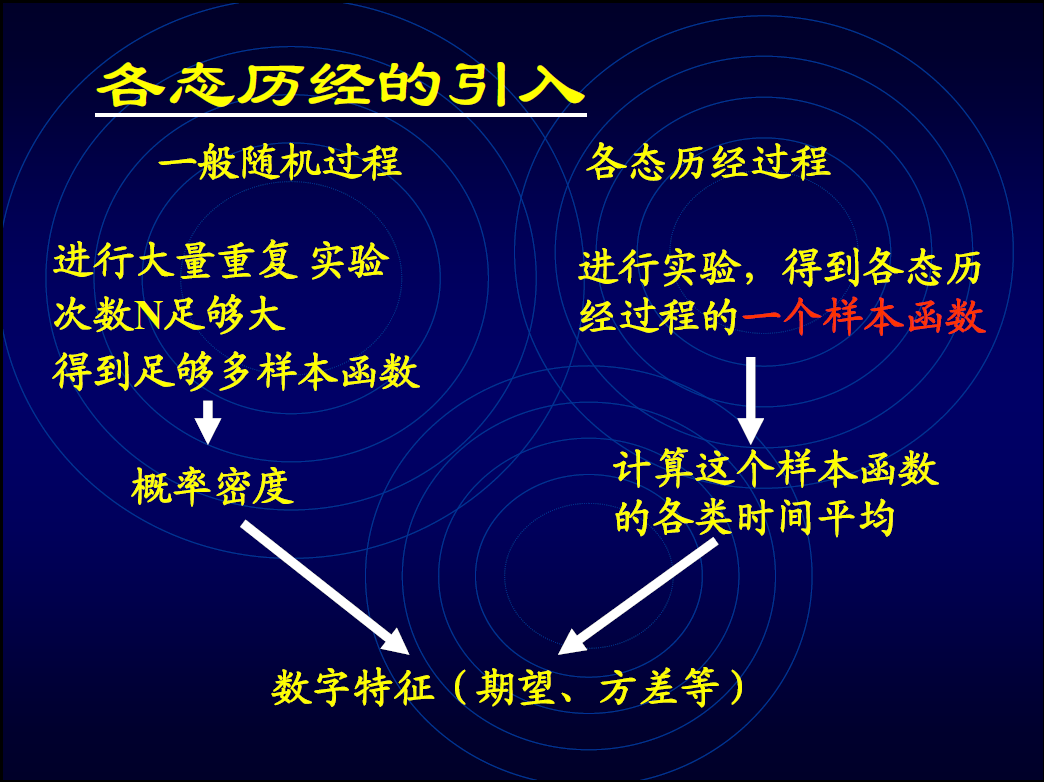 各态历经的引入
一般随机过程
各态历经过程
进行大量重复 实验
次数N足够大
得到足够多样本函数
进行实验，得到各态历
经过程的一个样本函数
概率密度
计算这个样本函数
的各类时间平均
数字特征（期望、方差等）